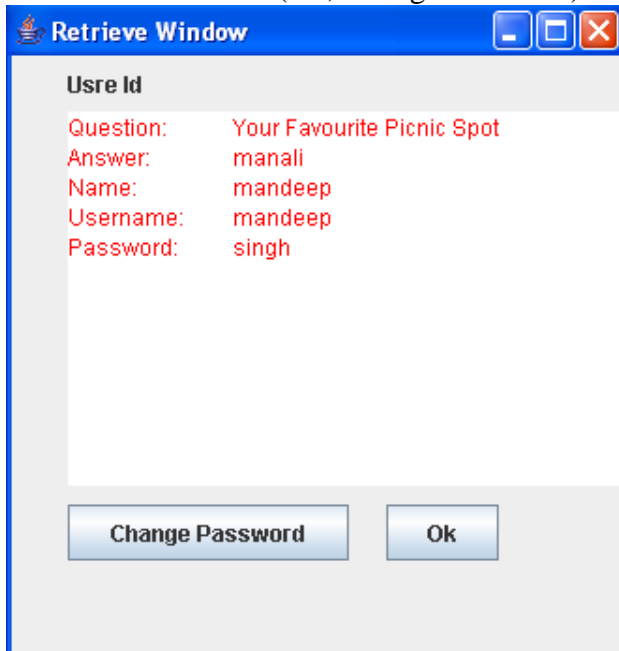 Retrieve Window
Usre Id
Question: Your Favourite Picnic Spot
Answer: manali
Name: mandeep
Username: mandeep
Password: singh
Change Password Ok